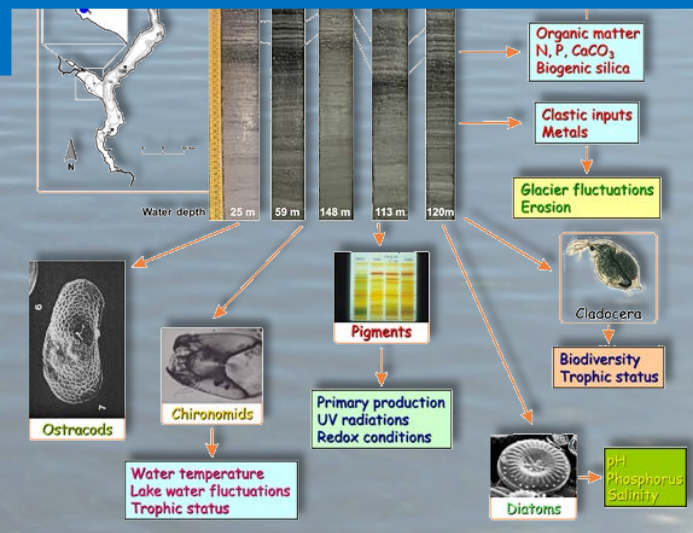 Organic matter
N, P, CaCO₃
Biogenic silica
Clastic inputs
Metals
N
Glacier fluctuations
Erosion
Water depth
25 m
59 m
148 m
113 m
120m
6
7
Ostracods
Chironomids
Pigments
Cladocera
Biodiversity
Trophic status
Primary production
UV radiations
Redox conditions
Water temperature
Lake water fluctuations
Trophic status
Diatoms
pH
Phosphorus
Salinity